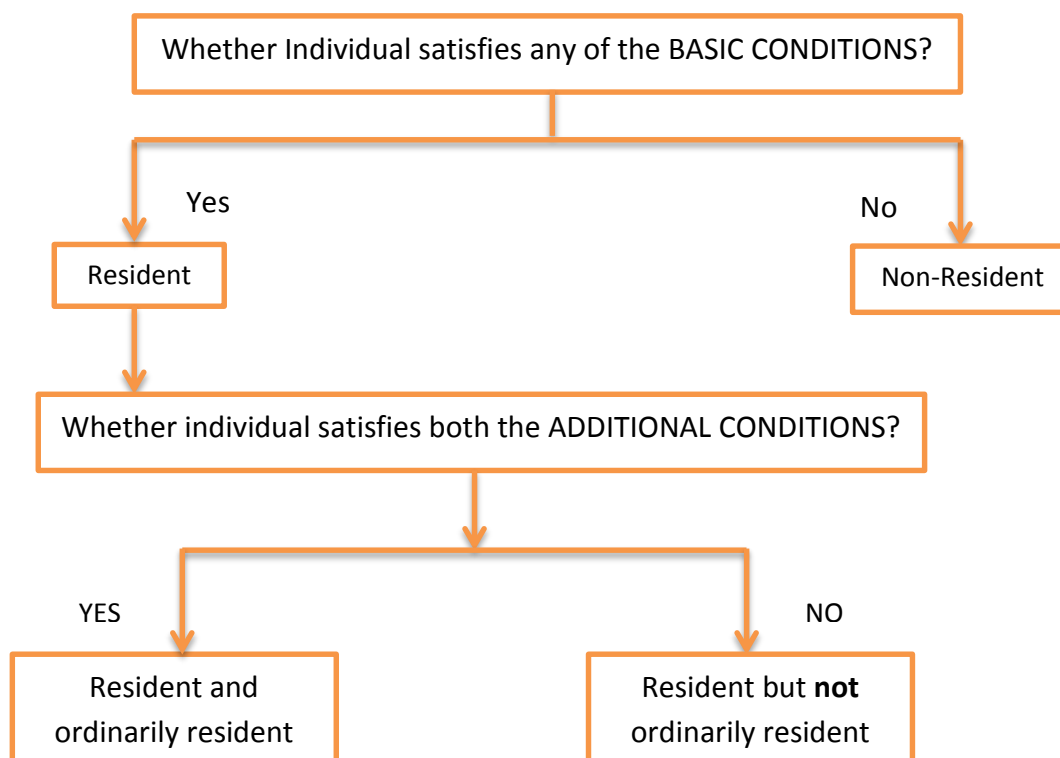 Whether Individual satisfies any of the BASIC CONDITIONS?
Yes
No
Resident
Non-Resident
Whether individual satisfies both the ADDITIONAL CONDITIONS?
YES
NO
Resident and
ordinarily resident
Resident but not
ordinarily resident